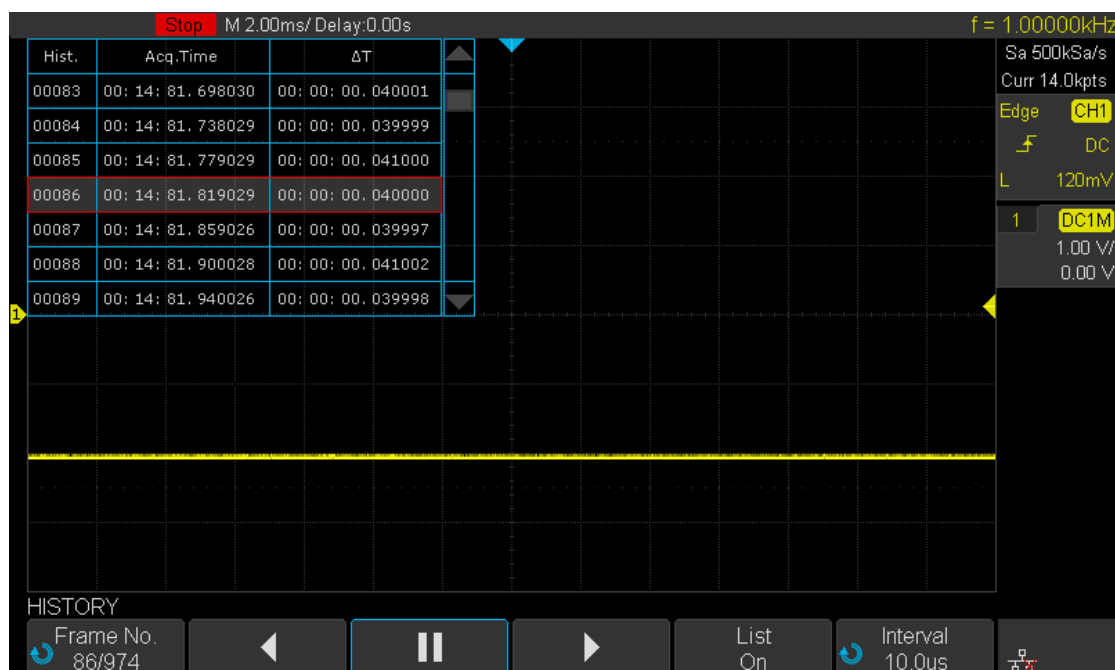 Stop M 2.00ms/ Delay:0.00s f = 1.00000kHz
Sa 500kSa/s
Curr 14.0kpts
Edge CH1
DC
L 120mV
1 DC1M
1.00 V/
0.00 V
Hist. Acq.Time ΔT
00083 00: 14: 81. 698030 00: 00: 00. 040001
00084 00: 14: 81. 738029 00: 00: 00. 039999
00085 00: 14: 81. 779029 00: 00: 00. 041000
00086 00: 14: 81. 819029 00: 00: 00. 040000
00087 00: 14: 81. 859026 00: 00: 00. 039997
00088 00: 14: 81. 900028 00: 00: 00. 041002
00089 00: 14: 81. 940026 00: 00: 00. 039998
1
HISTORY
Frame No.
86/974
List
On
Interval
10.0us